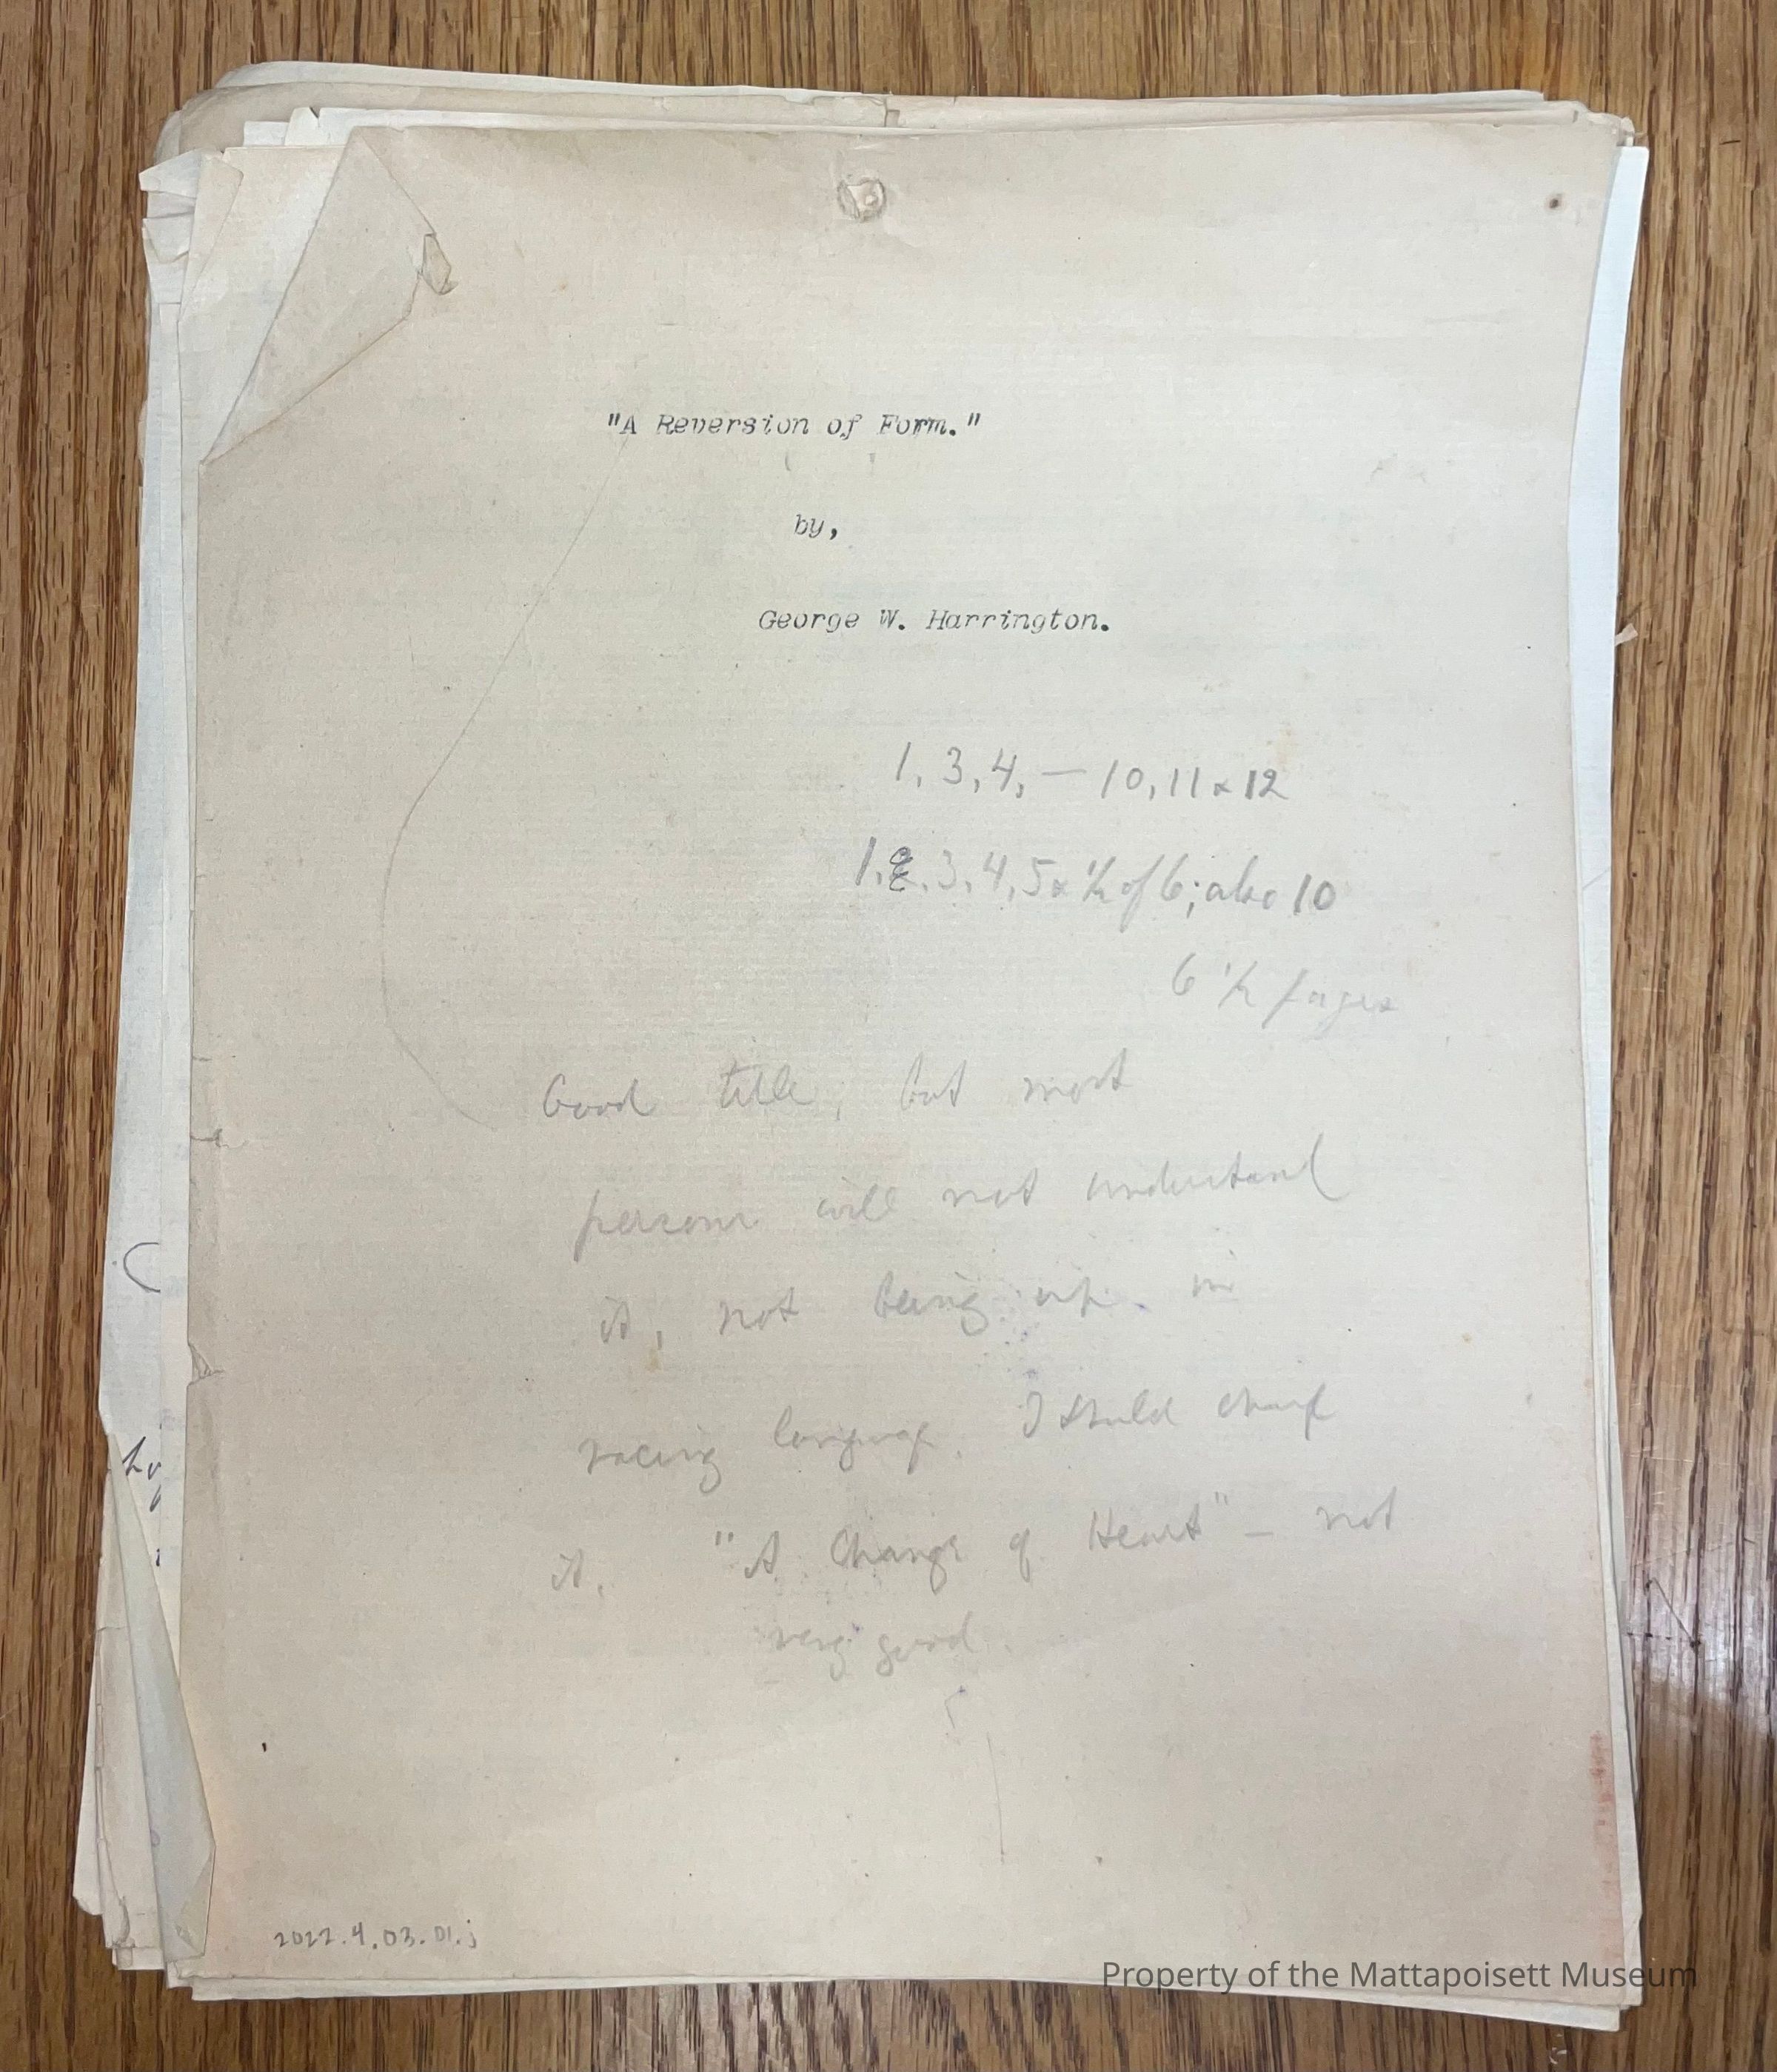 "A Reversion of Form."
by,
George W. Harrington.
1, 3, 4, — 10, 11 & 12
1, 2, 3, 4, 5 & ½ of 6; also 10
6 ½ pages
Good title, but most
persons will not understand
it, not being up in
racing language. I should change
it. "A Change of Heart" – not
very good.
2022.4.03.01.j
Property of the Mattapoisett Museum